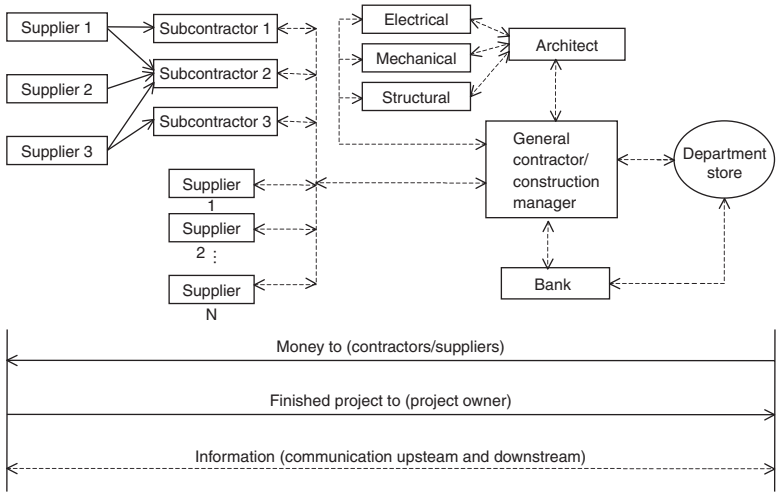 Supplier 1
Subcontractor 1
Supplier 2
Subcontractor 2
Supplier 3
Subcontractor 3
Supplier
1
Supplier
2
⋮
Supplier
N
Electrical
Mechanical
Structural
Architect
General
contractor/
construction
manager
Department
store
Bank
Money to (contractors/suppliers)
Finished project to (project owner)
Information (communication upsteam and downstream)